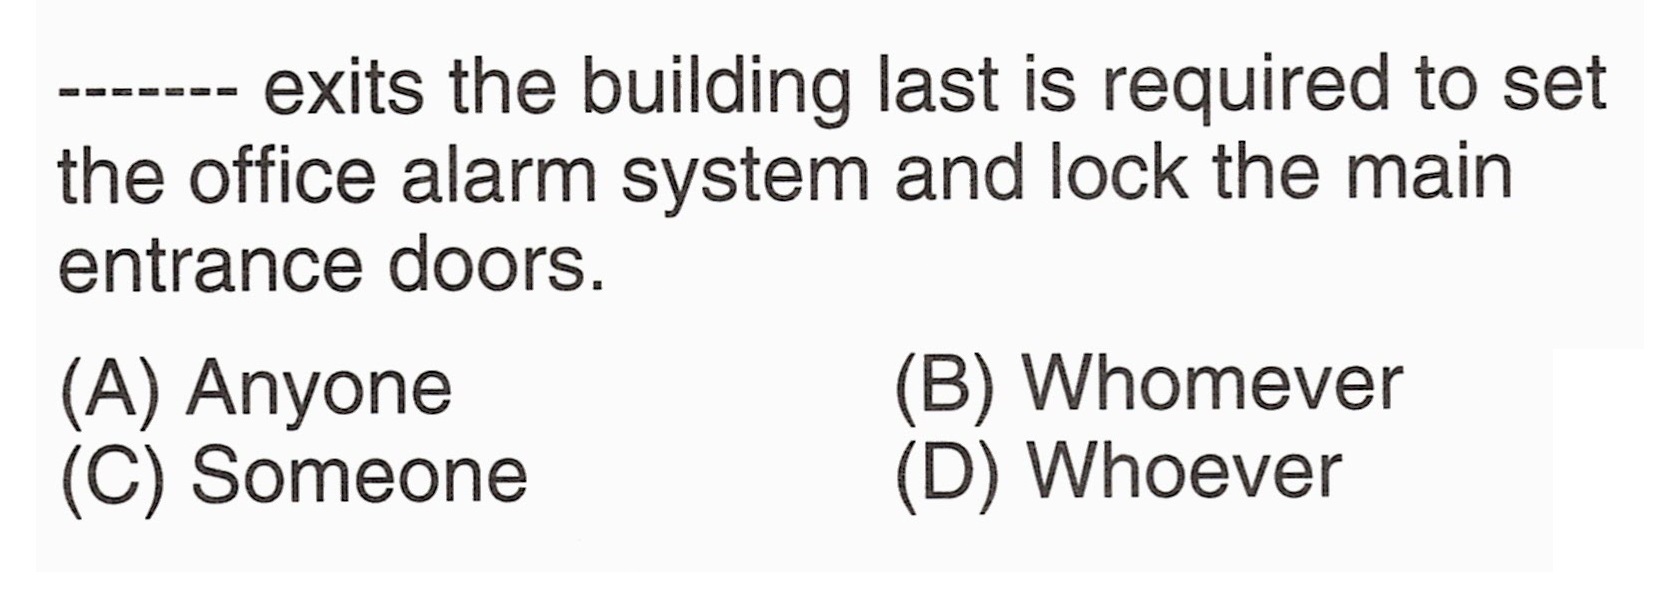 ------- exits the building last is required to set
the office alarm system and lock the main
entrance doors.
(A) Anyone (B) Whomever
(C) Someone (D) Whoever